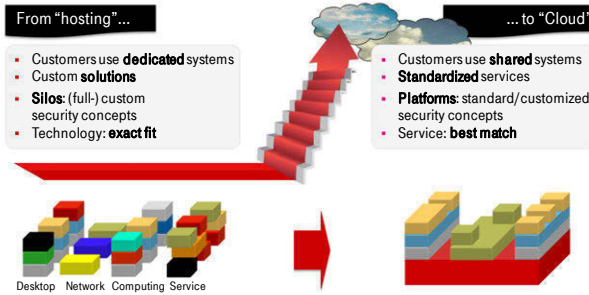 From "hosting"...
... to "Cloud"
Customers use dedicated systems
Custom solutions
Silos: (full-) custom
security concepts
Technology: exact fit
Customers use shared systems
Standardized services
Platforms: standard/customized
security concepts
Service: best match
Desktop Network Computing Service